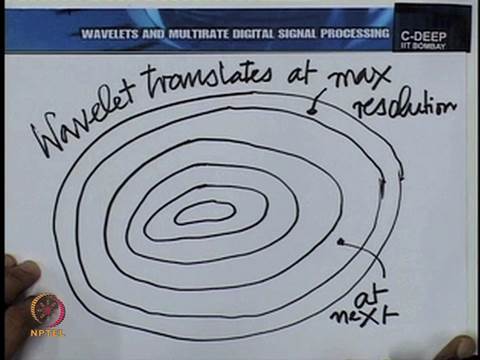 WAVELETS AND MULTIRATE DIGITAL SIGNAL PROCESSING
C-DEEP
IIT BOMBAY
Wavelet translates at max
resolution
at
next
NPTEL